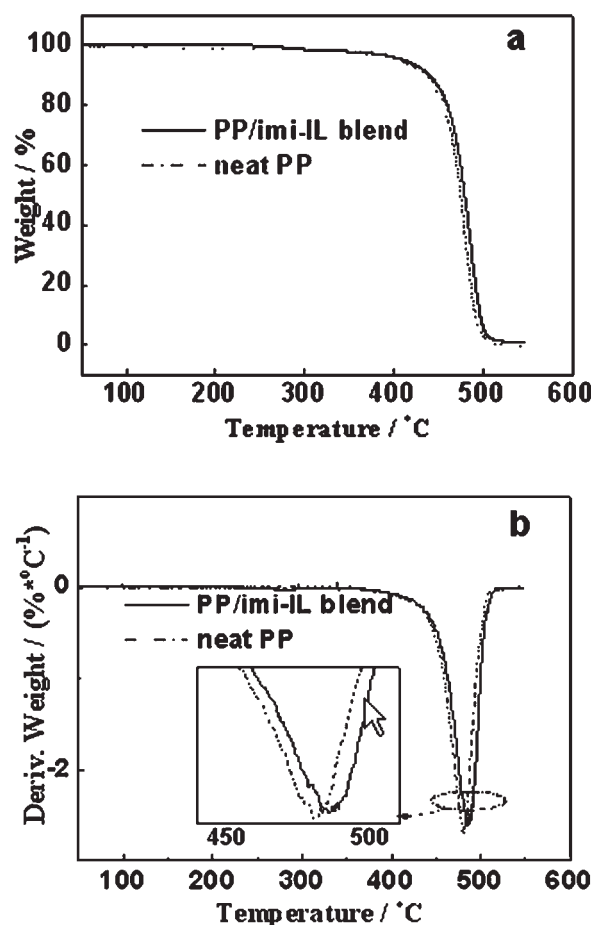 a
100
80
60
40
20
0
Weight / %
PP/imi-IL blend
neat PP
100 200 300 400 500 600
Temperature / °C
b
0
-2
Deriv. Weight / (%*°C⁻¹)
PP/imi-IL blend
neat PP
450 500
100 200 300 400 500 600
Temperature / °C